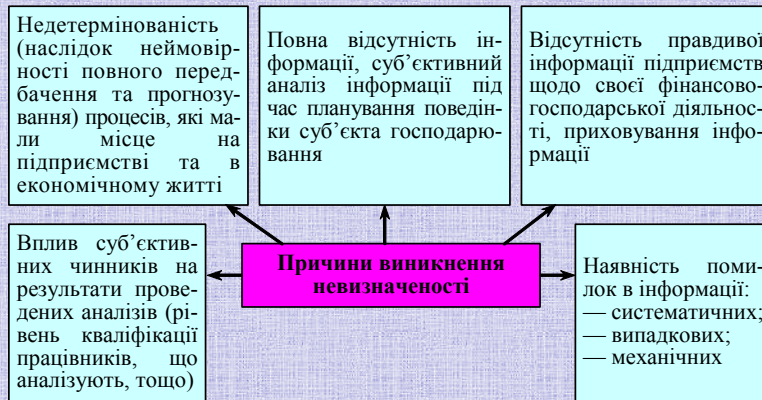 Недетермінованість
(наслідок неймовір-
ності повного перед-
бачення та прогнозу-
вання) процесів, які ма-
ли місце на
підприємстві та в
економічному житті
Повна відсутність ін-
формації, суб’єктивний
аналіз інформації під
час планування поведін-
ки суб’єкта господарю-
вання
Відсутність правдивої
інформації підприємств
щодо своєї фінансово-
господарської діяльнос-
ті, приховування інфо-
рмації
Причини виникнення
невизначеності
Вплив суб’єктив-
них чинників на
результати прове-
дених аналізів (рі-
вень кваліфікації
працівників, що
аналізують, тощо)
Наявність поми-
лок в інформації:
— систематичних;
— випадкових;
— механічних